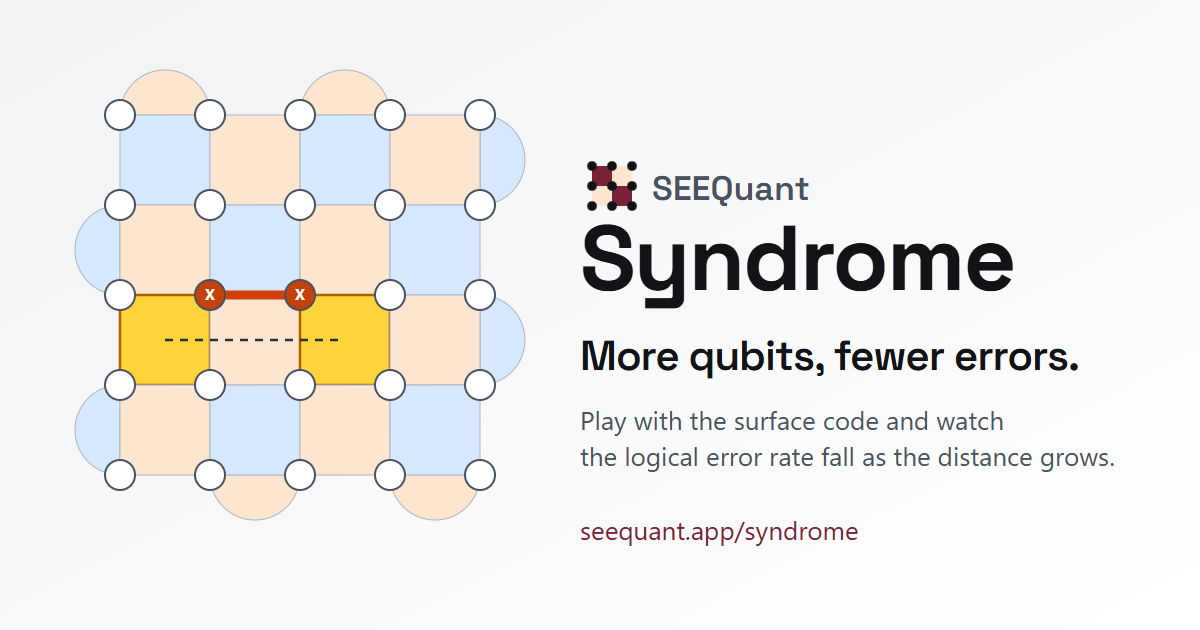 X X
SEEQuant
Syndrome
More qubits, fewer errors.
Play with the surface code and watch
the logical error rate fall as the distance grows.
seequant.app/syndrome